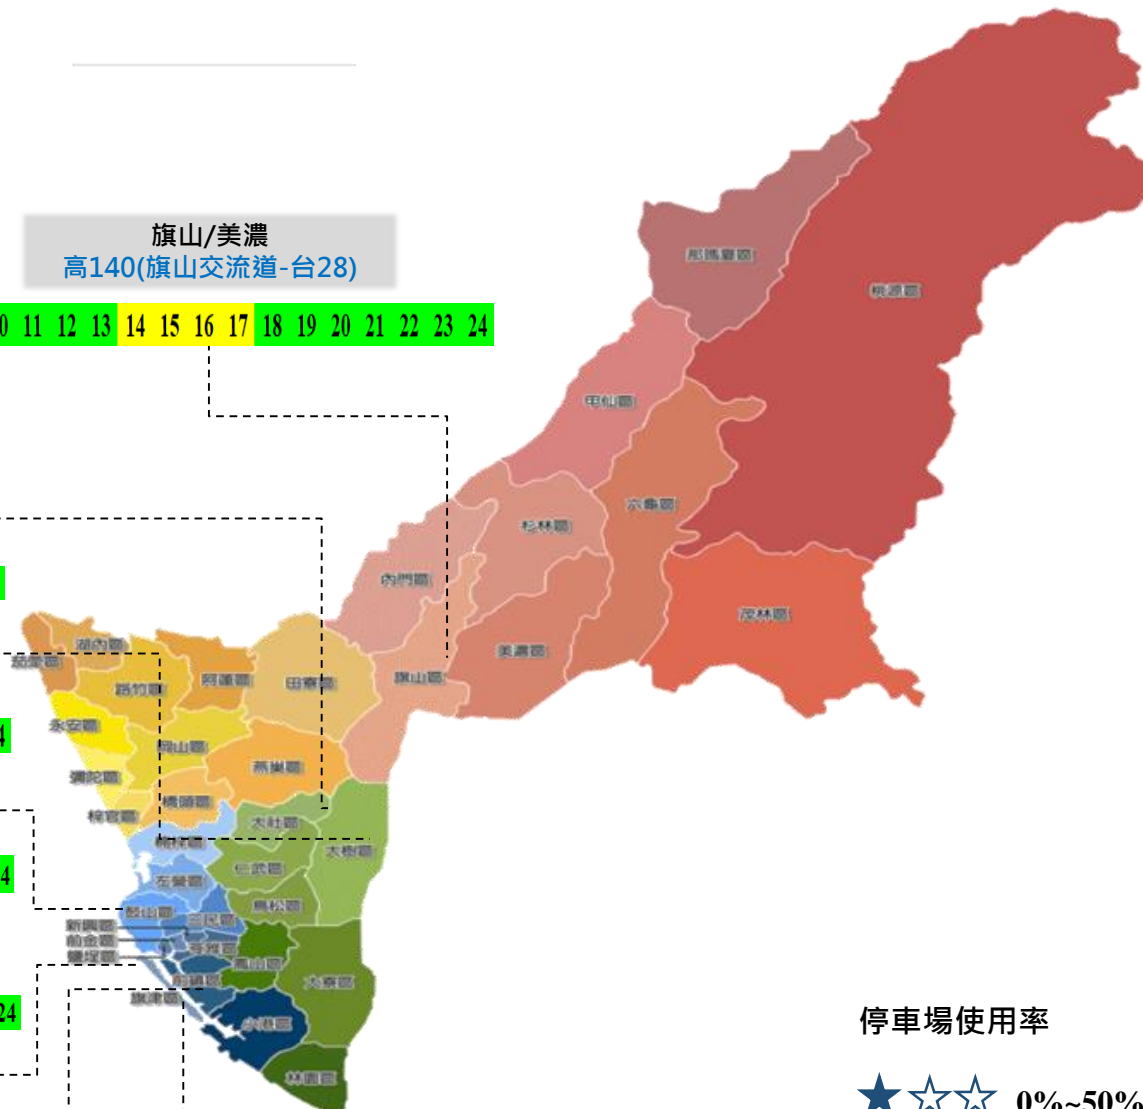 旗山/美濃
高140(旗山交流道-台28)
0 11 12 13 14 15 16 17 18 19 20 21 22 23 24
那瑪夏區
桃源區
甲仙區
六龜區
杉林區
內門區
茂林區
美濃區
湖內區
茄萣區
路竹區
阿蓮區
田寮區
旗山區
永安區
岡山區
彌陀區
燕巢區
梓官區
橋頭區
大社區
楠梓區
大樹區
仁武區
左營區
鳥松區
鼓山區
三民區
新興區
前金區
苓雅區
鹽埕區
鳳山區
前鎮區
大寮區
旗津區
小港區
24
林園區
停車場使用率
0%~50%